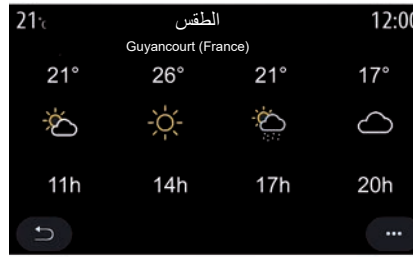 21°c الطقس 12:00
Guyancourt (France)
21° 26° 21° 17°
11h 14h 17h 20h